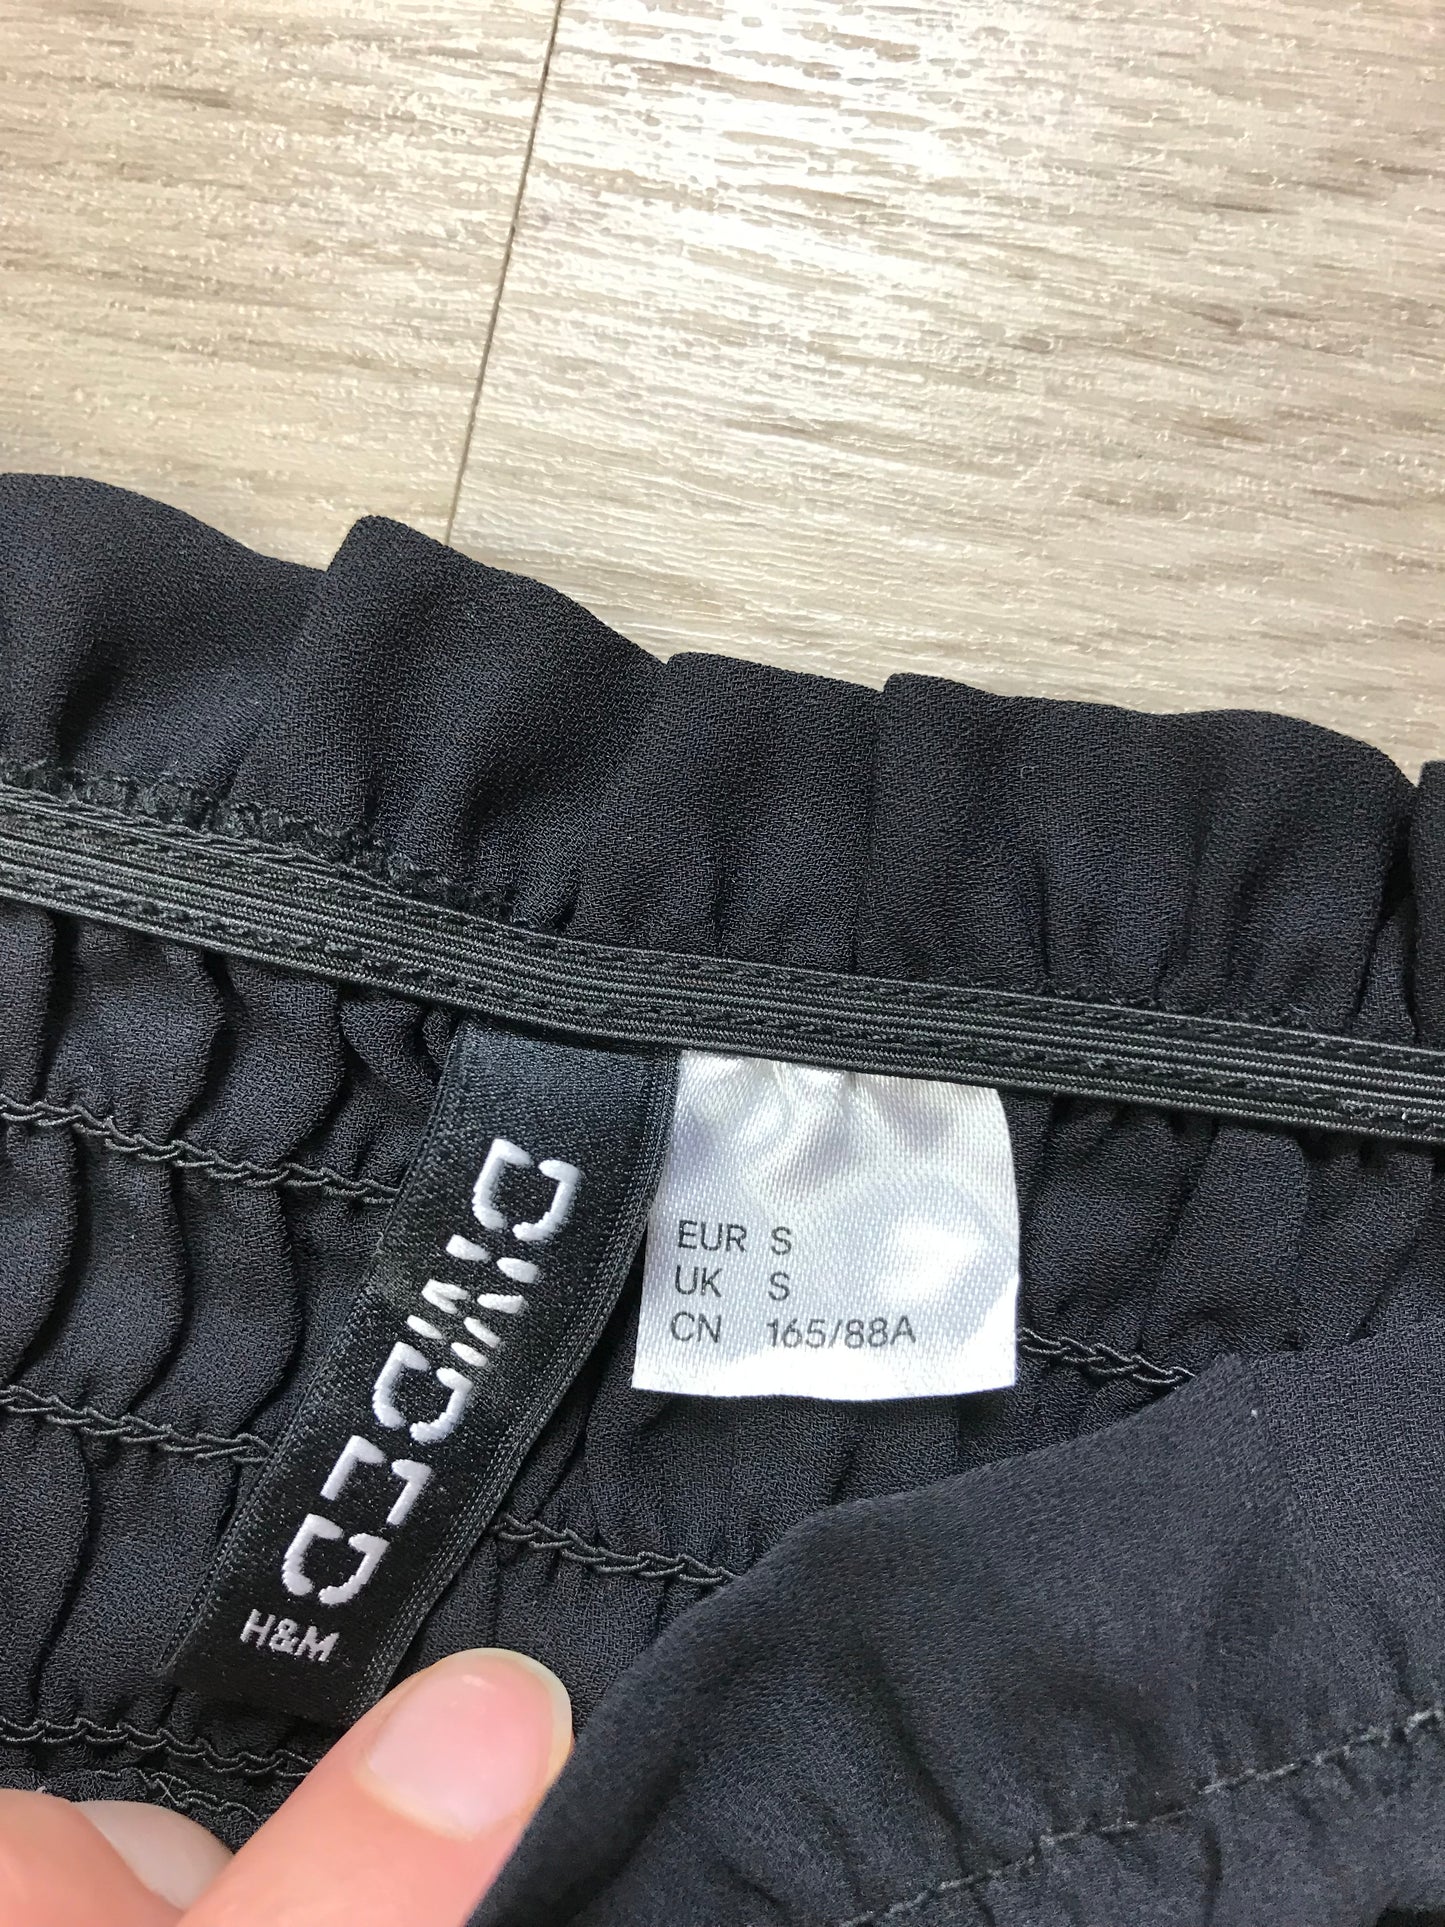 DIVIDED
H&M
EUR S
UK S
CN 165/88A